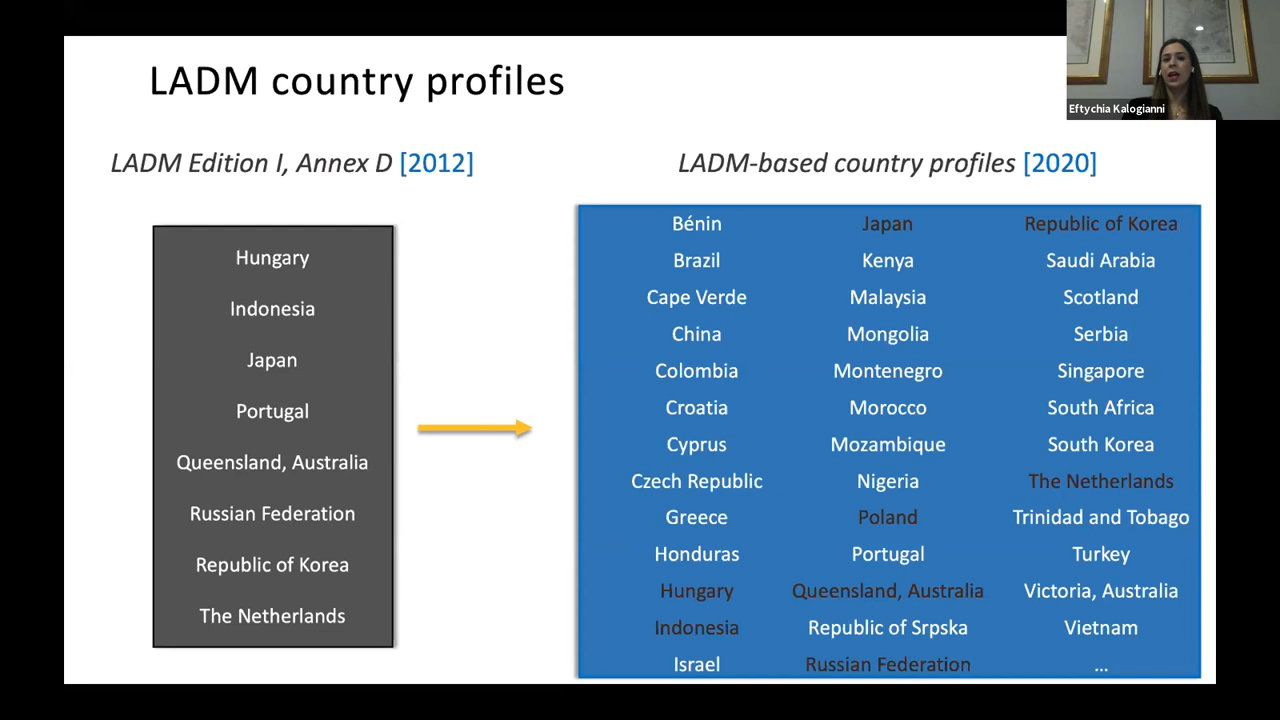 LADM country profiles
Eftychia Kalogianni
LADM Edition I, Annex D [2012]
Hungary
Indonesia
Japan
Portugal
Queensland, Australia
Russian Federation
Republic of Korea
The Netherlands
LADM-based country profiles [2020]
Bénin
Brazil
Cape Verde
China
Colombia
Croatia
Cyprus
Czech Republic
Greece
Honduras
Hungary
Indonesia
Israel
Japan
Kenya
Malaysia
Mongolia
Montenegro
Morocco
Mozambique
Nigeria
Poland
Portugal
Queensland, Australia
Republic of Srpska
Russian Federation
Republic of Korea
Saudi Arabia
Scotland
Serbia
Singapore
South Africa
South Korea
The Netherlands
Trinidad and Tobago
Turkey
Victoria, Australia
Vietnam
...